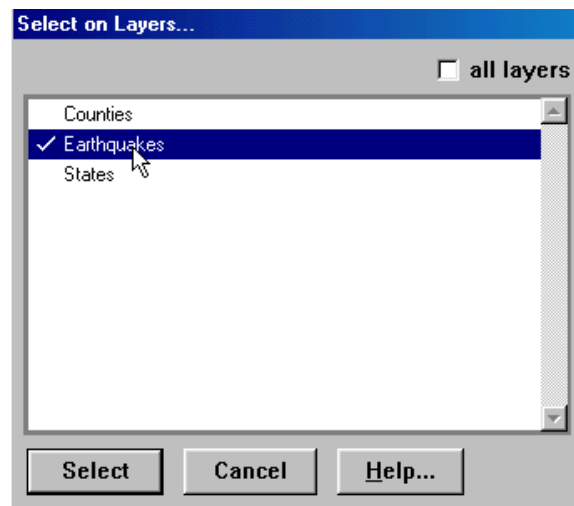 Select on Layers...
all layers
Counties
Earthquakes
States
Select Cancel Help...